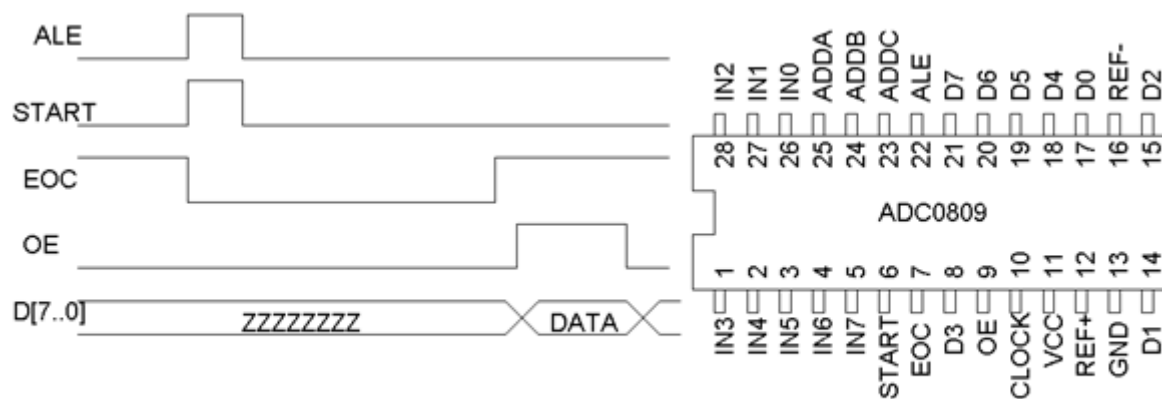 ALE
START
EOC
OE
D[7..0]
ZZZZZZZZ
DATA
IN2
IN1
IN0
ADDA
ADDB
ADDC
ALE
D7
D6
D5
D4
D0
REF-
D2
28
27
26
25
24
23
22
21
20
19
18
17
16
15
ADC0809
1
2
3
4
5
6
7
8
9
10
11
12
13
14
IN3
IN4
IN5
IN6
IN7
START
EOC
D3
OE
CLOCK
VCC
REF+
GND
D1